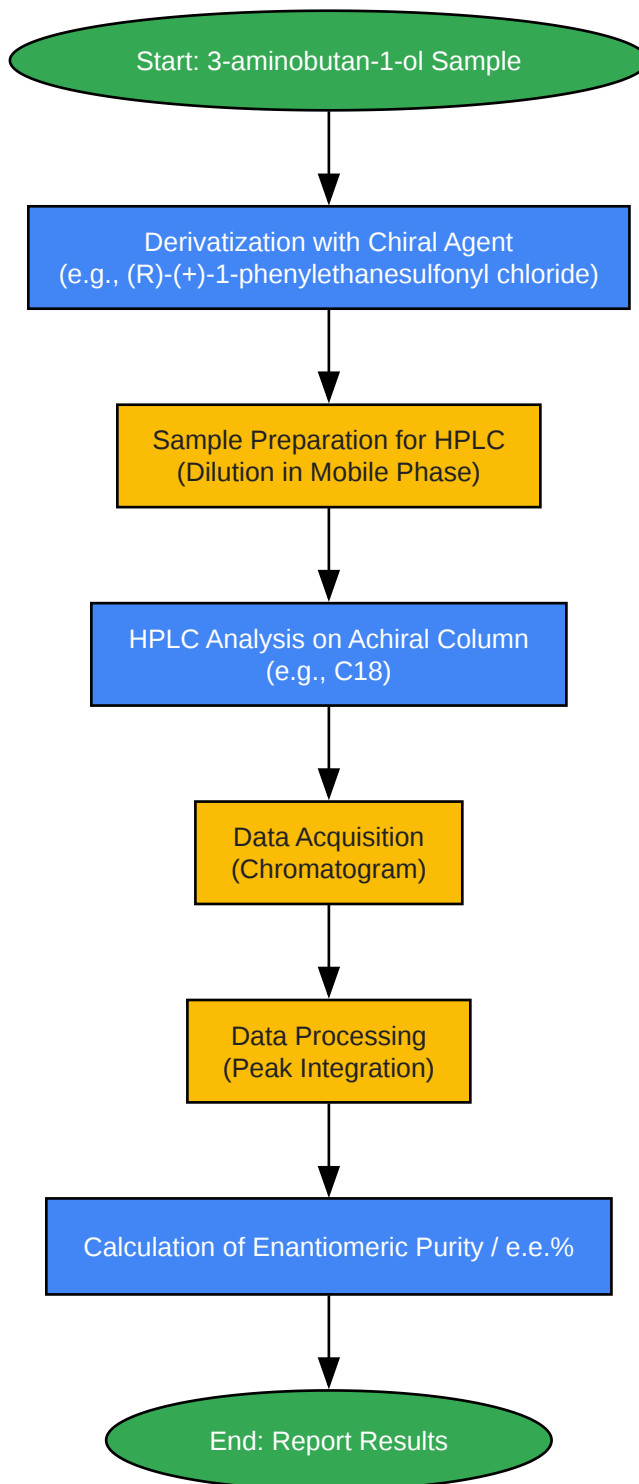 Start: 3-aminobutan-1-ol Sample
Derivatization with Chiral Agent
(e.g., (R)-(+)-1-phenylethanesulfonyl chloride)
Sample Preparation for HPLC
(Dilution in Mobile Phase)
HPLC Analysis on Achiral Column
(e.g., C18)
Data Acquisition
(Chromatogram)
Data Processing
(Peak Integration)
Calculation of Enantiomeric Purity / e.e.%
End: Report Results